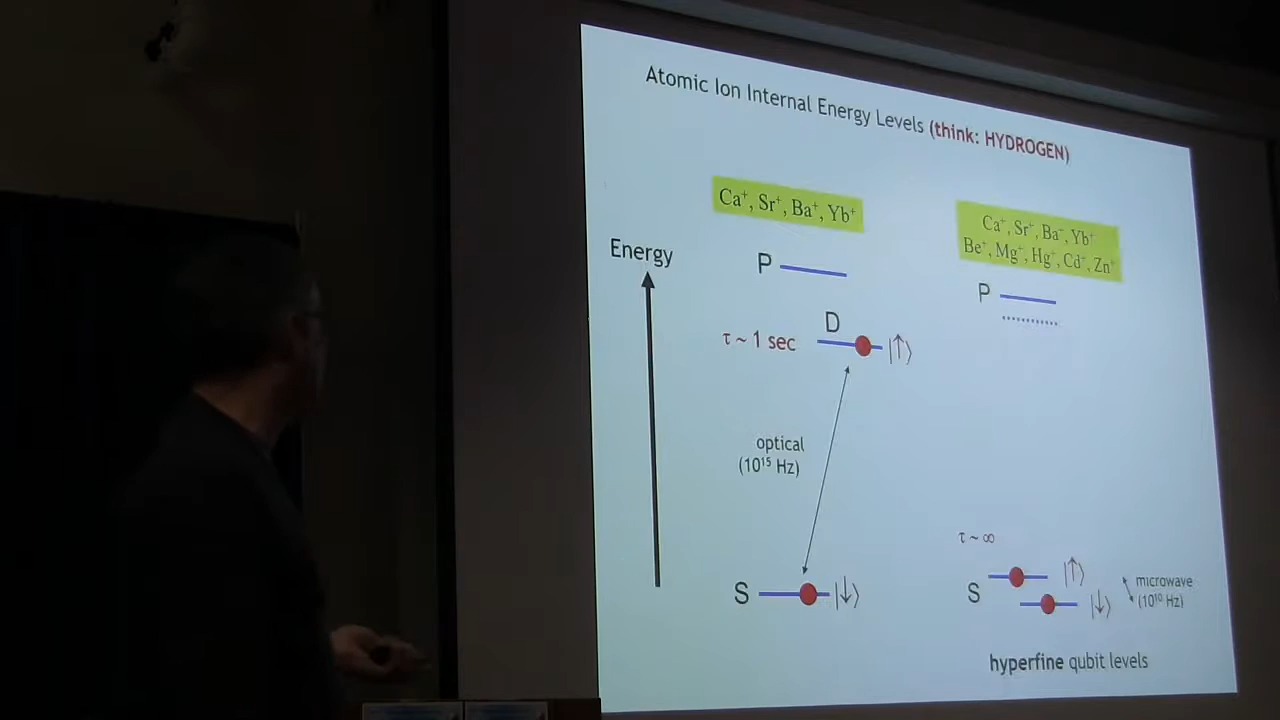 Atomic Ion Internal Energy Levels (think: HYDROGEN)
Ca⁺, Sr⁺, Ba⁺, Yb⁺
Energy
P
D
τ ~ 1 sec
|↑⟩
optical
(10¹⁵ Hz)
S
|↓⟩
Ca⁺, Sr⁺, Ba⁺, Yb⁺
Be⁺, Mg⁺, Hg⁺, Cd⁺, Zn⁺
P
τ ~ ∞
S
|↑⟩
|↓⟩
microwave
(10¹⁰ Hz)
hyperfine qubit levels